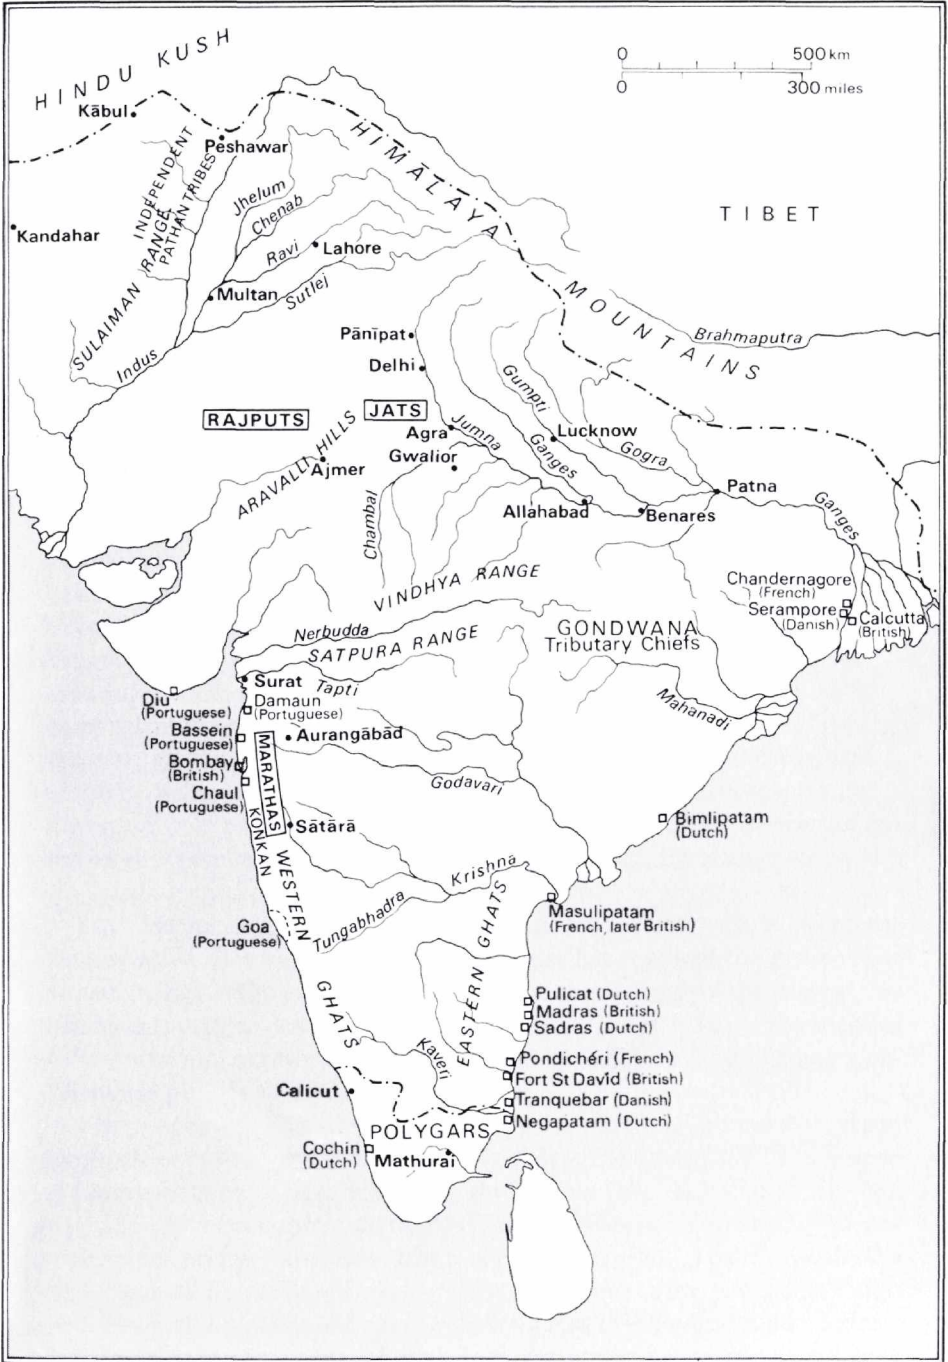 0 500 km
0 300 miles
HINDU KUSH
Kābul
Peshawar
HIMĀLAYA
MOUNTAINS
TIBET
INDEPENDENT
PATHAN TRIBES
SULAIMAN RANGE
Kandahar
Jhelum
Chenab
Ravi
Lahore
Multan
Sutlej
Indus
Brahmaputra
Pānīpat
Delhi
RAJPUTS
JATS
Agra
Jumna
Gumpti
Ganges
Lucknow
Gogra
Gwalior
Ajmer
ARAVALLI HILLS
Chambal
Allahabad
Benares
Patna
Ganges
VINDHYA RANGE
Chandernagore
(French)
Serampore
(Danish)
Calcutta
(British)
Nerbudda
SATPURA RANGE
GONDWANA
Tributary Chiefs
Surat
Tapti
Mahanadi
Diu
(Portuguese)
Damaun
(Portuguese)
Bassein
(Portuguese)
Aurangābād
Bombay
(British)
Chaul
(Portuguese)
MARATHAS
KONKAN
Godavari
Sātārā
Bimlipatam
(Dutch)
WESTERN
GHATS
Krishnā
Tungabhadra
EASTERN GHATS
Masulipatam
(French, later British)
Goa
(Portuguese)
Pulicat (Dutch)
Madras (British)
Sadras (Dutch)
Kaveri
Pondichéri (French)
Fort St David (British)
Calicut
Tranquebar (Danish)
Negapatam (Dutch)
POLYGARS
Cochin
(Dutch)
Mathurai